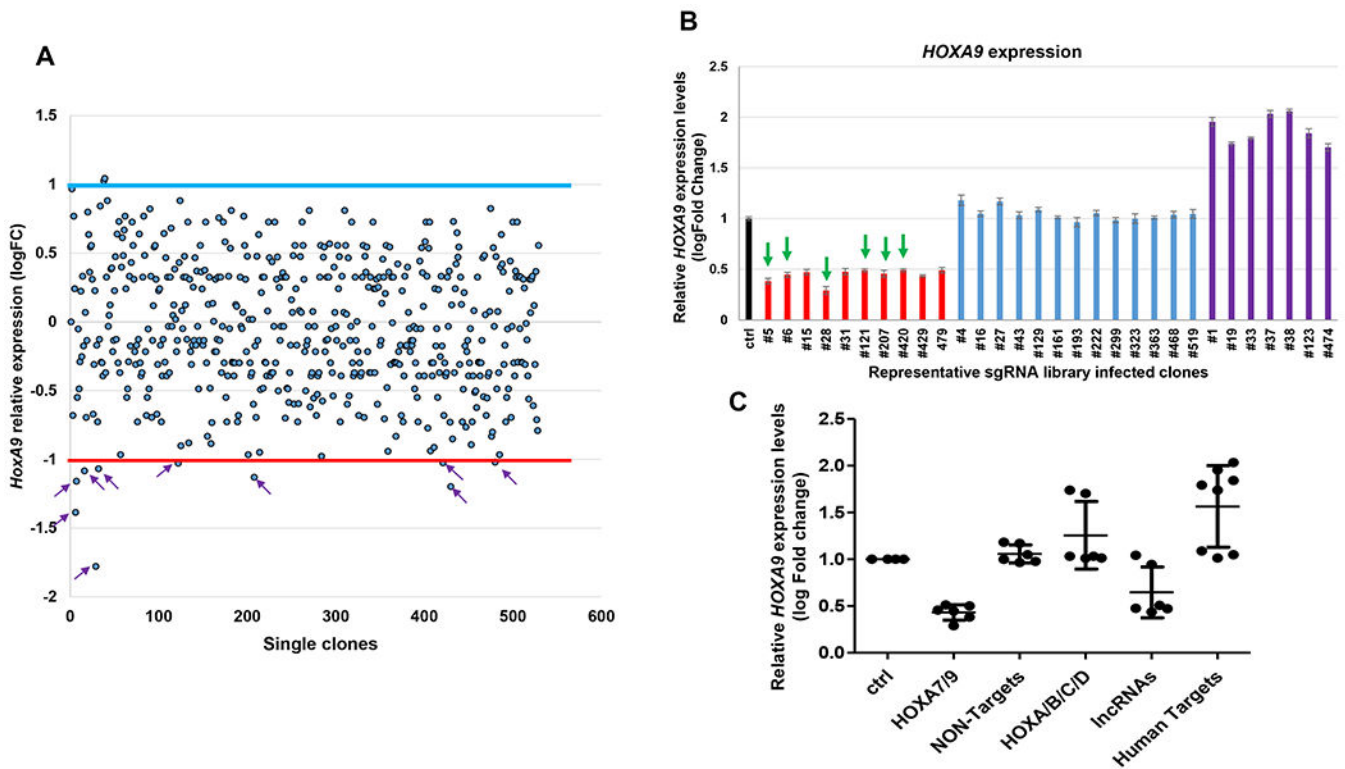 A
HoxA9 relative expression (logFC)
1.5
1
0.5
0
-0.5
-1
-1.5
-2
0 100 200 300 400 500 600
Single clones
B
HOXA9 expression
Relative HOXA9 expression levels
(logFold Change)
2.5
2
1.5
1
0.5
0
ctrl #5 #6 #15 #28 #31 #121 #207 #420 #429 479 #4 #16 #27 #43 #129 #161 #193 #222 #299 #323 #363 #468 #519 #1 #19 #33 #37 #38 #123 #474
Representative sgRNA library infected clones
C
Relative HOXA9 expression levels
(log Fold change)
2.5
2.0
1.5
1.0
0.5
0.0
ctrl HOXA7/9 NON-Targets HOXA/B/C/D lncRNAs Human Targets